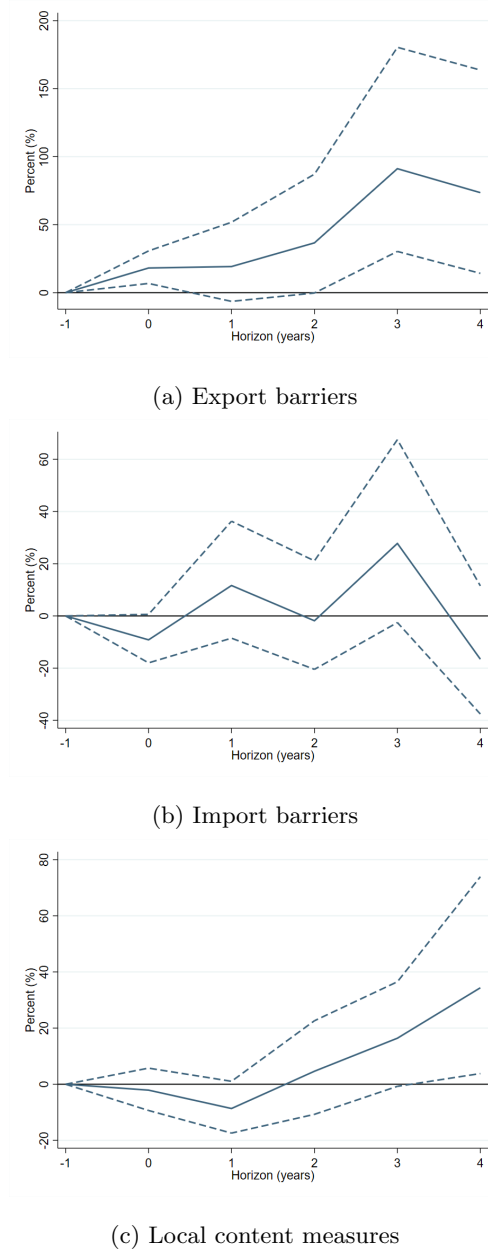 200
150
100
50
0
Percent (%)
-1 0 1 2 3 4
Horizon (years)
(a) Export barriers
60
40
20
0
-20
-40
Percent (%)
-1 0 1 2 3 4
Horizon (years)
(b) Import barriers
80
60
40
20
0
-20
Percent (%)
-1 0 1 2 3 4
Horizon (years)
(c) Local content measures